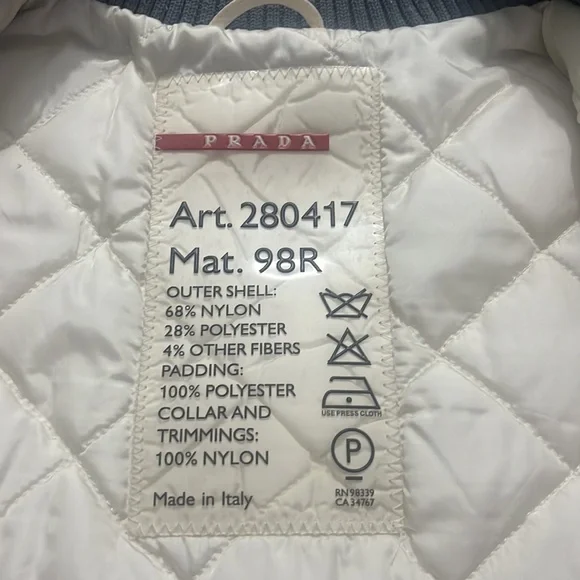 PRADA
Art. 280417
Mat. 98R
OUTER SHELL:
68% NYLON
28% POLYESTER
4% OTHER FIBERS
PADDING:
100% POLYESTER
COLLAR AND
TRIMMINGS:
100% NYLON
Made in Italy
USE PRESS CLOTH
P
RN 98339
CA 34767